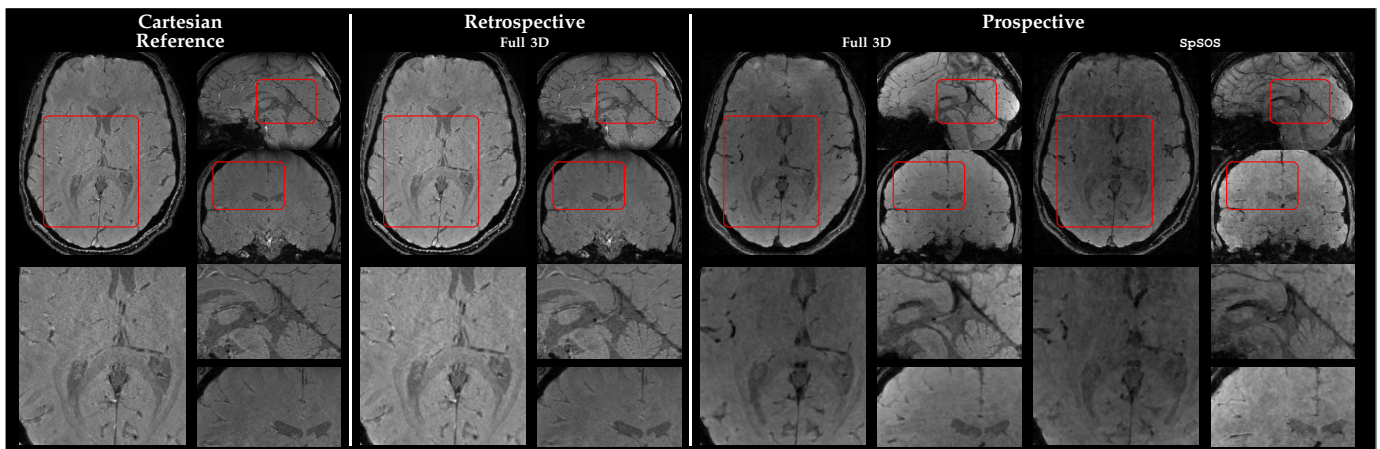 Cartesian
Reference
Retrospective
Full 3D
Prospective
Full 3D
SpSOS